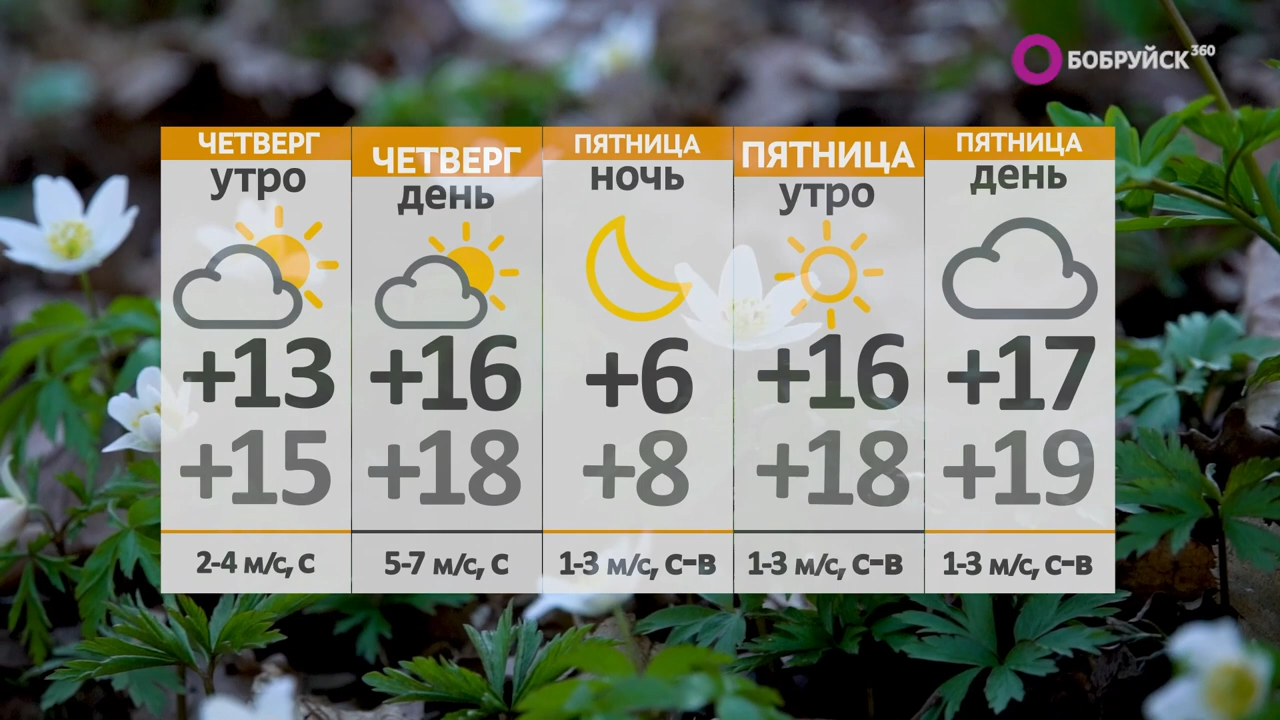 БОБРУЙСК360
ЧЕТВЕРГ
утро
+13
+15
2-4 м/с, С
ЧЕТВЕРГ
день
+16
+18
5-7 м/с, С
ПЯТНИЦА
ночь
+6
+8
1-3 м/с, С-В
ПЯТНИЦА
утро
+16
+18
1-3 м/с, С-В
ПЯТНИЦА
день
+17
+19
1-3 м/с, С-В